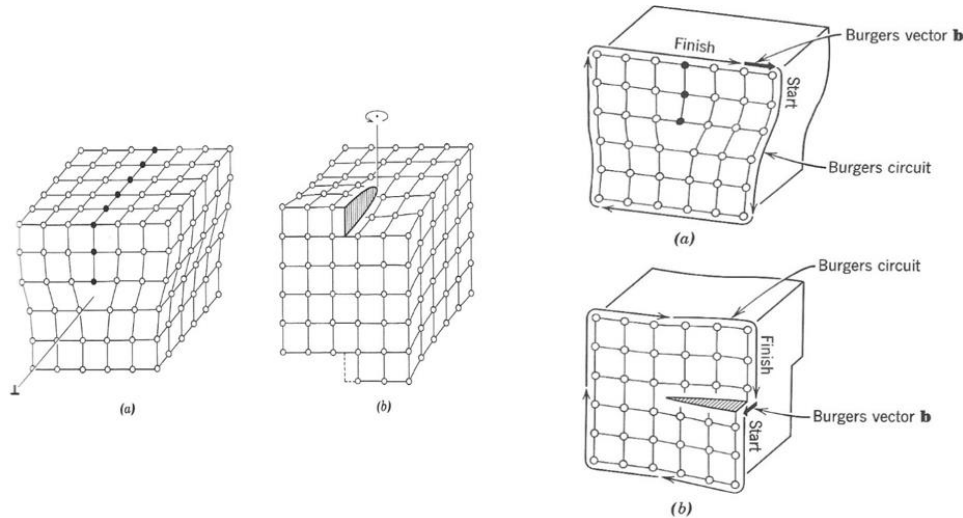 ⊥
(a)
(b)
Finish
Burgers vector b
Start
Burgers circuit
(a)
Burgers circuit
Finish
Burgers vector b
Start
(b)